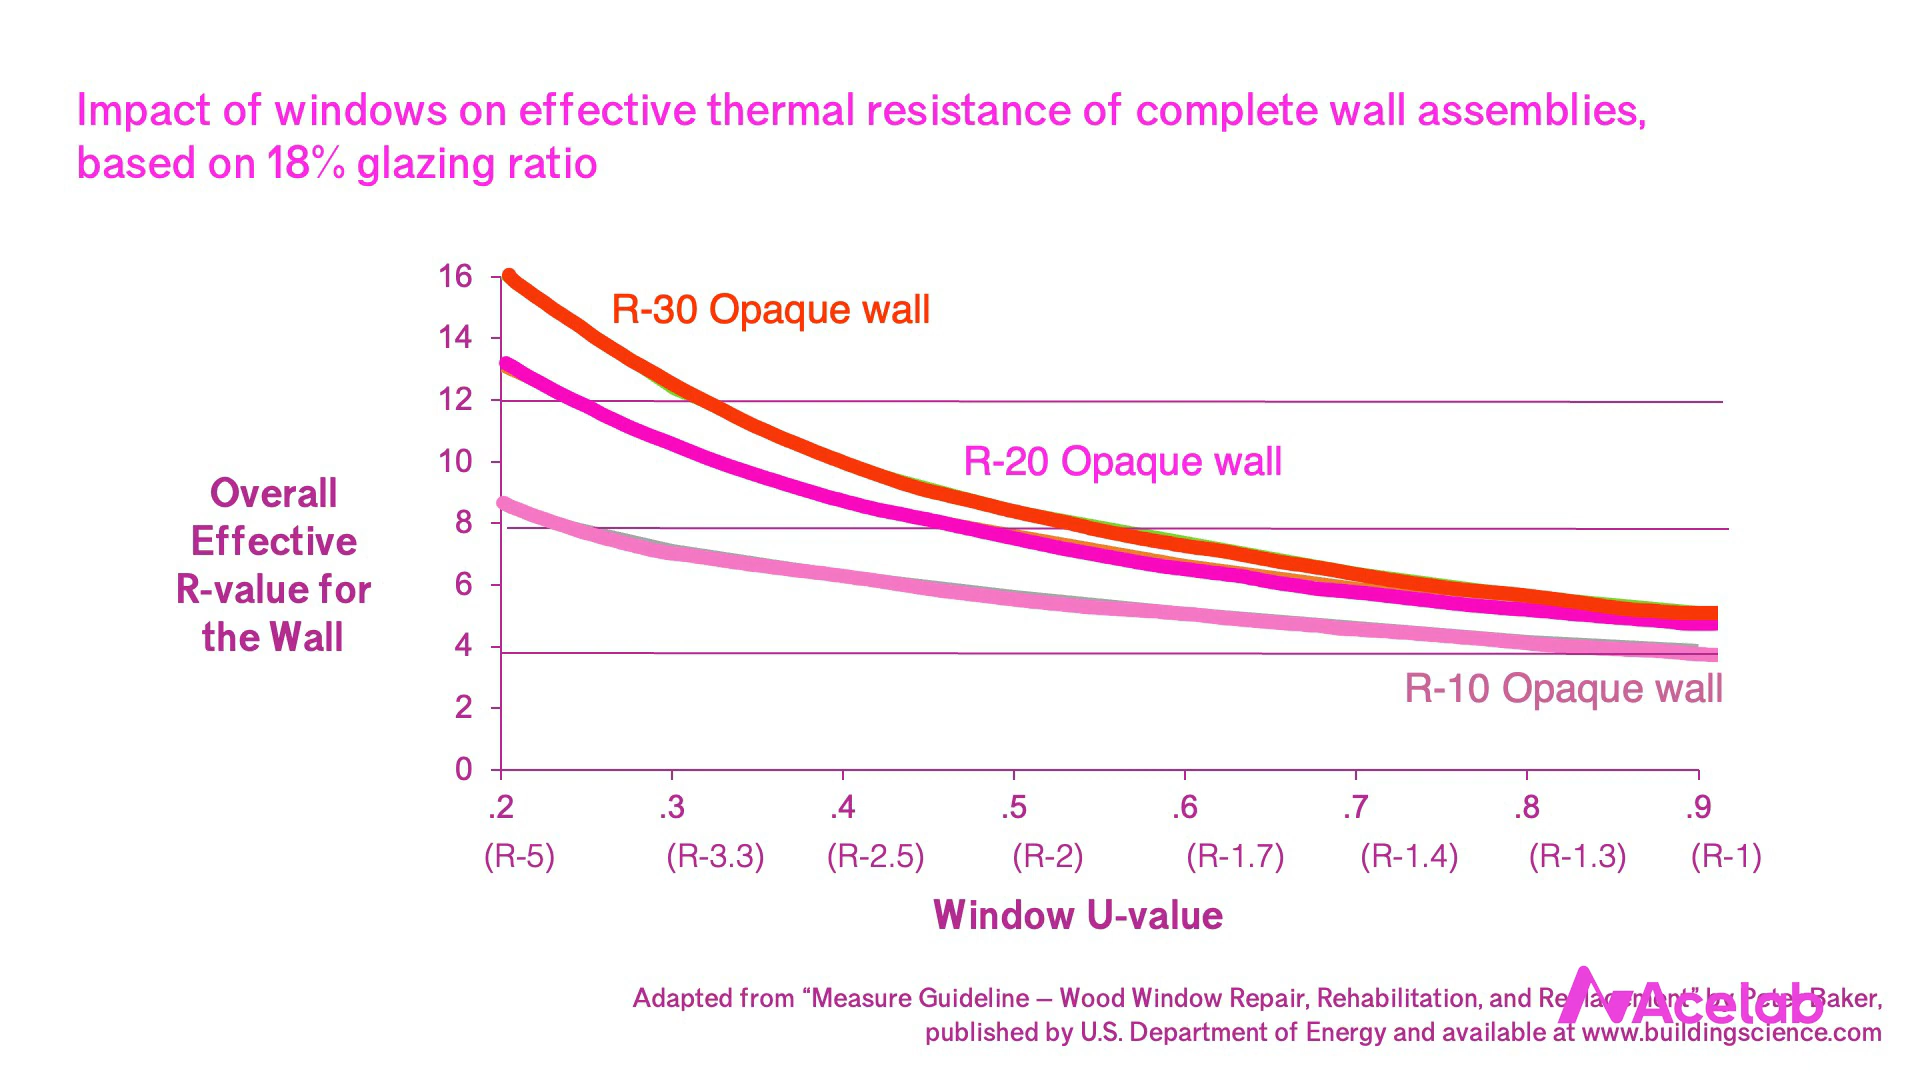 Impact of windows on effective thermal resistance of complete wall assemblies,
based on 18% glazing ratio
16
14
12
10
8
6
4
2
0
R-30 Opaque wall
R-20 Opaque wall
R-10 Opaque wall
Overall
Effective
R-value for
the Wall
.2
.3
.4
.5
.6
.7
.8
.9
(R-5)
(R-3.3)
(R-2.5)
(R-2)
(R-1.7)
(R-1.4)
(R-1.3)
(R-1)
Window U-value
Adapted from “Measure Guideline – Wood Window Repair, Rehabilitation, and Replacement” by Peter Baker,
published by U.S. Department of Energy and available at www.buildingscience.com
Acelab